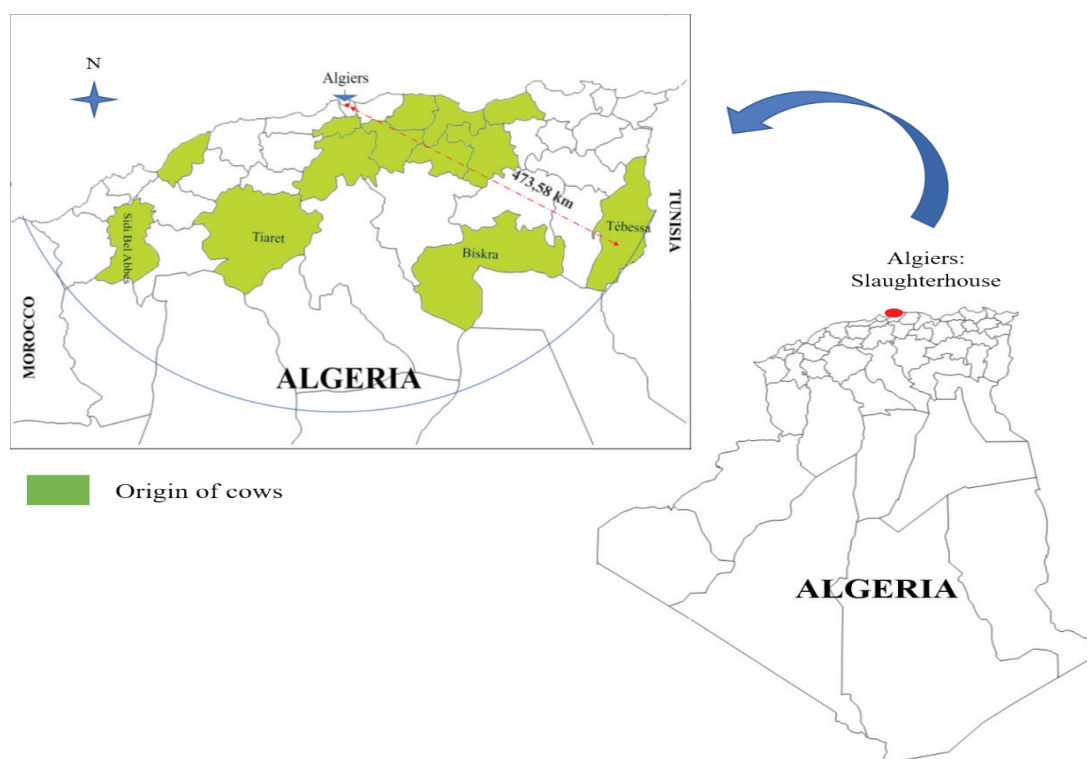 N
Algiers
473,58 km
TUNISIA
Tébessa
Sidi Bel Abbes
Tiaret
Biskra
MOROCCO
ALGERIA
Origin of cows
Algiers:
Slaughterhouse
ALGERIA